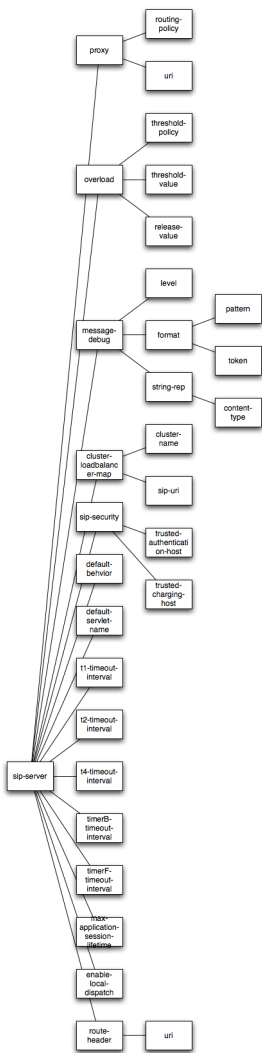 routing-
policy
proxy
uri
threshold-
policy
overload
threshold-
value
release-
value
level
message-
debug
format
pattern
token
string-rep
content-
type
cluster-
name
cluster-
loadbalanc
er-map
sip-uri
sip-security
trusted-
authenticati
on-host
default-
behvior
trusted-
charging-
host
default-
servlet-
name
t1-timeout-
interval
t2-timeout-
interval
sip-server
t4-timeout-
interval
timerB-
timeout-
interval
timerF-
timeout-
interval
max-
application-
session-
lifetime
enable-
local-
dispatch
route-
header
uri